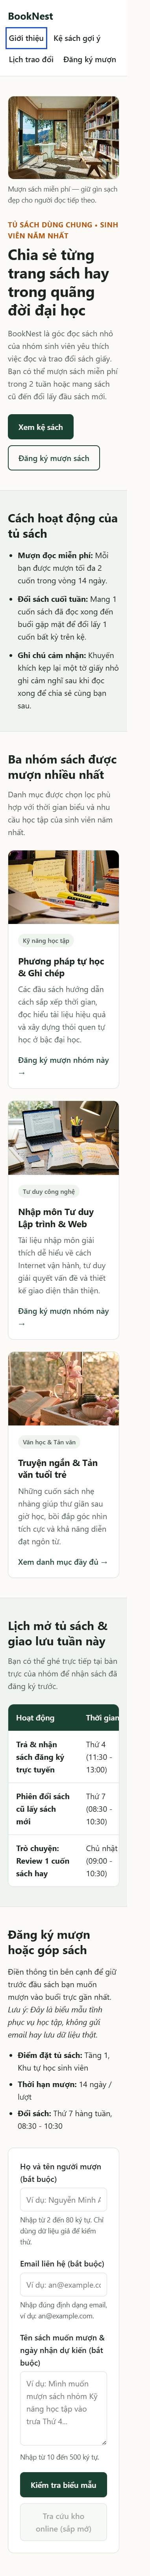 BookNest
Giới thiệu Kệ sách gợi ý
Lịch trao đổi Đăng ký mượn
Mượn sách miễn phí — giữ gìn sạch
đẹp cho người đọc tiếp theo.
TỦ SÁCH DÙNG CHUNG • SINH
VIÊN NĂM NHẤT
Chia sẻ từng
trang sách hay
trong quãng
đời đại học
BookNest là góc đọc sách nhỏ
của nhóm sinh viên yêu thích
việc đọc và trao đổi sách giấy.
Bạn có thể mượn sách miễn phí
trong 2 tuần hoặc mang sách
cũ đến đổi lấy đầu sách mới.
Xem kệ sách
Đăng ký mượn sách
Cách hoạt động của
tủ sách
• Mượn đọc miễn phí: Mỗi
bạn được mượn tối đa 2
cuốn trong vòng 14 ngày.
• Đổi sách cuối tuần: Mang 1
cuốn sách đã đọc xong đến
buổi gặp mặt để đổi lấy 1
cuốn bất kỳ trên kệ.
• Ghi chú cảm nhận: Khuyến
khích kẹp lại một tờ giấy nhỏ
ghi cảm nghĩ sau khi đọc
xong để chia sẻ cùng bạn
sau.
Ba nhóm sách được
mượn nhiều nhất
Danh mục được chọn lọc phù
hợp với thời gian biểu và nhu
cầu học tập của sinh viên năm
nhất.
Kỹ năng học tập
Phương pháp tự học
& Ghi chép
Các đầu sách hướng dẫn
cách sắp xếp thời gian,
đọc hiểu tài liệu hiệu quả
và xây dựng thói quen tự
học ở bậc đại học.
Đăng ký mượn nhóm này
→
Tư duy công nghệ
Nhập môn Tư duy
Lập trình & Web
Tài liệu nhập môn giải
thích dễ hiểu về cách
Internet vận hành, tư duy
giải quyết vấn đề và thiết
kế giao diện thân thiện.
Đăng ký mượn nhóm này
→
Văn học & Tản văn
Truyện ngắn & Tản
văn tuổi trẻ
Những cuốn sách nhẹ
nhàng giúp thư giãn sau
giờ học, bồi đắp góc nhìn
tích cực và khả năng diễn
đạt ngôn từ.
Xem danh mục đầy đủ →
Lịch mở tủ sách &
giao lưu tuần này
Bạn có thể ghé trực tiếp tại bàn
trực của nhóm để nhận sách đã
đăng ký trước.
Hoạt động Thời gian
Trả & nhận
sách đăng ký
trực tuyến
Thứ 4
(11:30 -
13:00)
Phiên đổi sách
cũ lấy sách
mới
Thứ 7
(08:30 -
10:30)
Trò chuyện:
Review 1 cuốn
sách hay
Chủ nhật
(09:00 -
10:30)
Đăng ký mượn
hoặc góp sách
Điền thông tin bên cạnh để giữ
trước đầu sách bạn muốn
mượn vào buổi trực gần nhất.
Lưu ý: Đây là biểu mẫu tĩnh
phục vụ học tập, không gửi
email hay lưu dữ liệu thật.
• Điểm đặt tủ sách: Tầng 1,
Khu tự học sinh viên
• Thời hạn mượn: 14 ngày /
lượt
• Đổi sách: Thứ 7 hàng tuần,
08:30 - 10:30
Họ và tên người mượn
(bắt buộc)
Ví dụ: Nguyễn Minh A
Nhập từ 2 đến 80 ký tự. Chỉ
dùng dữ liệu giả để kiểm
thử.
Email liên hệ (bắt buộc)
Ví dụ: an@example.co
Nhập đúng định dạng email,
ví dụ an@example.com.
Tên sách muốn mượn &
ngày nhận dự kiến (bắt
buộc)
Ví dụ: Mình muốn
mượn sách nhóm Kỹ
năng học tập vào
trưa Thứ 4...
Nhập từ 10 đến 500 ký tự.
Kiểm tra biểu mẫu
Tra cứu kho
online (sắp mở)